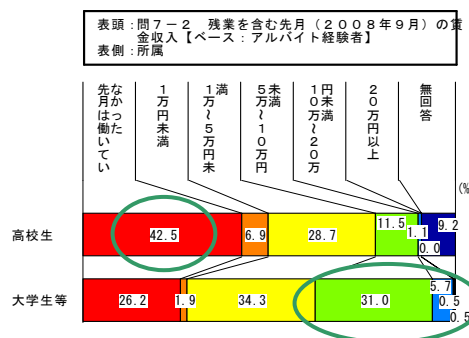 表頭：問７－２　残業を含む先月（２００８年９月）の賃
金収入【ベース：アルバイト経験者】
表側：所属
先月は働いてい
なかった
１万円未満
１万～５万円未
満
５万～１０万円
未満
１０万～２０万
円未満
２０万円以上
無回答
(%
高校生
42.5
6.9
28.7
11.5
1.1
0.0
9.2
大学生等
26.2
1.9
34.3
31.0
5.7
0.5
0.5